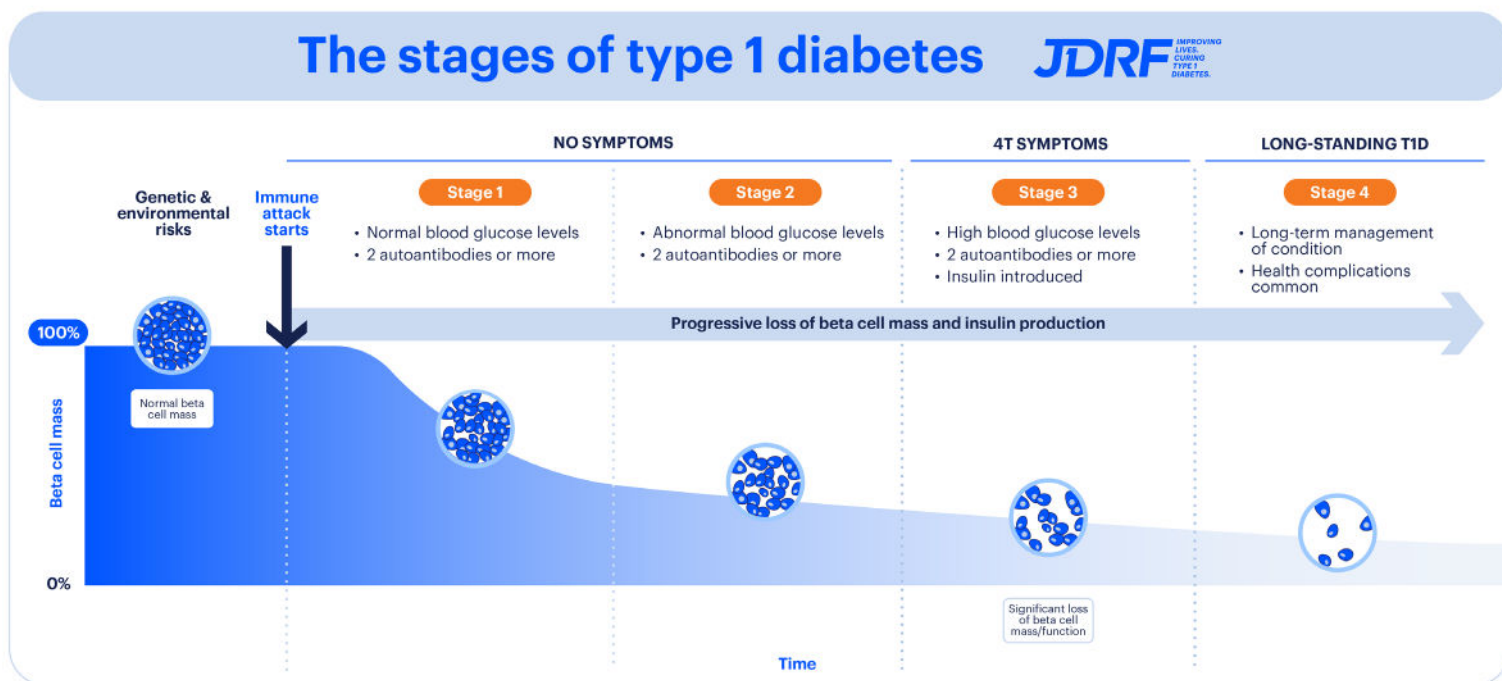 The stages of type 1 diabetes
JDRF
IMPROVING
LIVES.
CURING
TYPE 1
DIABETES.
NO SYMPTOMS
4T SYMPTOMS
LONG-STANDING T1D
Genetic &
environmental
risks
Immune
attack
starts
Stage 1
• Normal blood glucose levels
• 2 autoantibodies or more
Stage 2
• Abnormal blood glucose levels
• 2 autoantibodies or more
Stage 3
• High blood glucose levels
• 2 autoantibodies or more
• Insulin introduced
Stage 4
• Long-term management
of condition
• Health complications
common
Progressive loss of beta cell mass and insulin production
100%
Normal beta
cell mass
Beta cell mass
0%
Significant loss
of beta cell
mass/function
Time